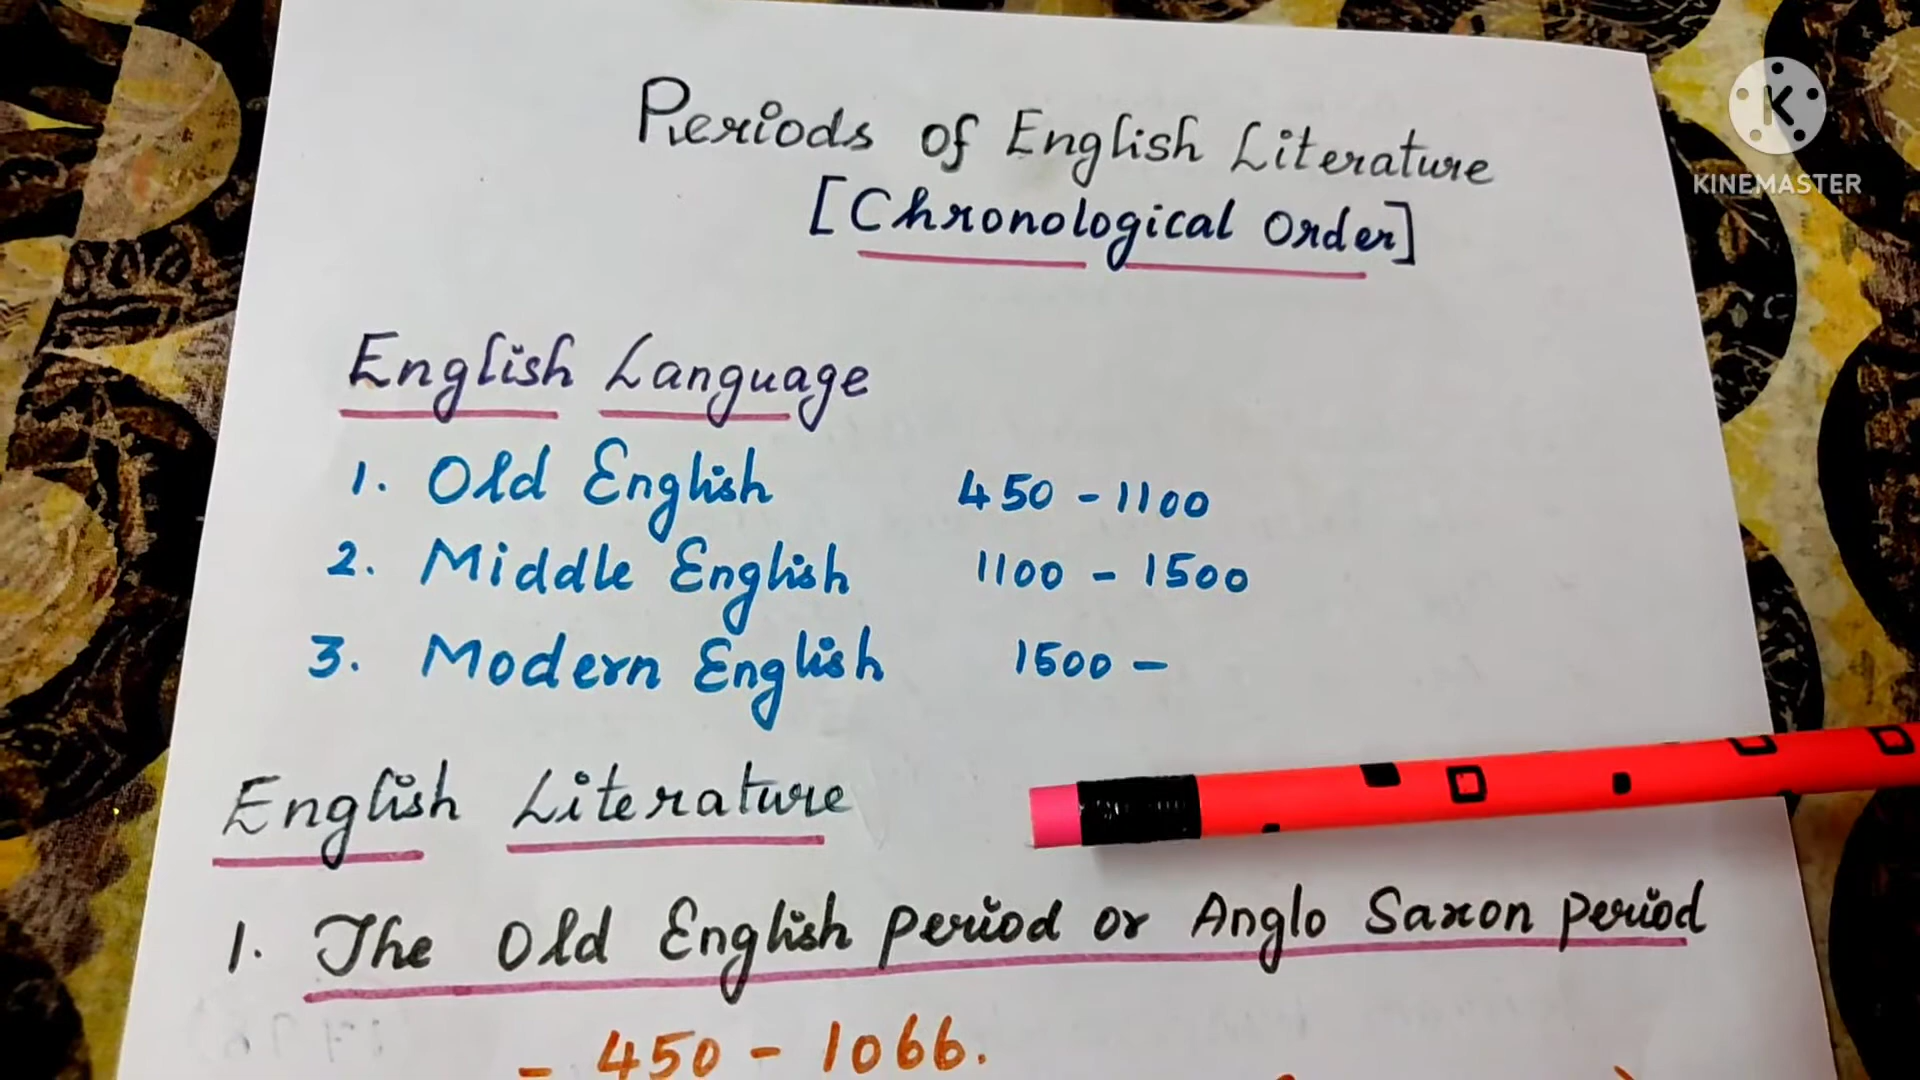 Periods of English Literature
[Chronological Order]
K
KINEMASTER
English Language
1. Old English 450 - 1100
2. Middle English 1100 - 1500
3. Modern English 1500 -
English Literature
1. The Old English period or Anglo Saxon period
- 450 - 1066.